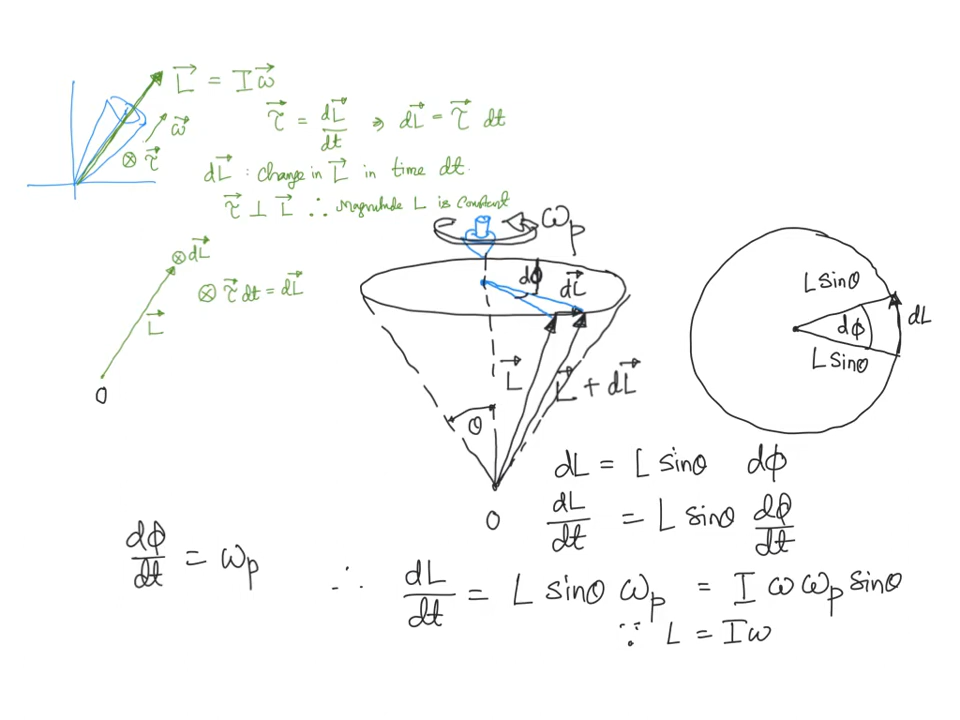 L⃗ = Iω⃗
ω⃗
⊗ τ⃗
τ⃗ = dL⃗/dt ⇒ dL⃗ = τ⃗ dt
dL⃗ : Change in L⃗ in time dt.
τ⃗ ⊥ L⃗ ∴ Magnitude L is constant
⊗ dL⃗
⊗ τ⃗ dt = dL⃗
L⃗
O
ωp
dϕ
dL⃗
L⃗
L⃗ + dL⃗
θ
O
L sinθ
dϕ
dL
L sinθ
dL = L sinθ dϕ
dL/dt = L sinθ dϕ/dt
dϕ/dt = ωp
∴ dL/dt = L sinθ ωp = I ω ωp sinθ
∵ L = Iω